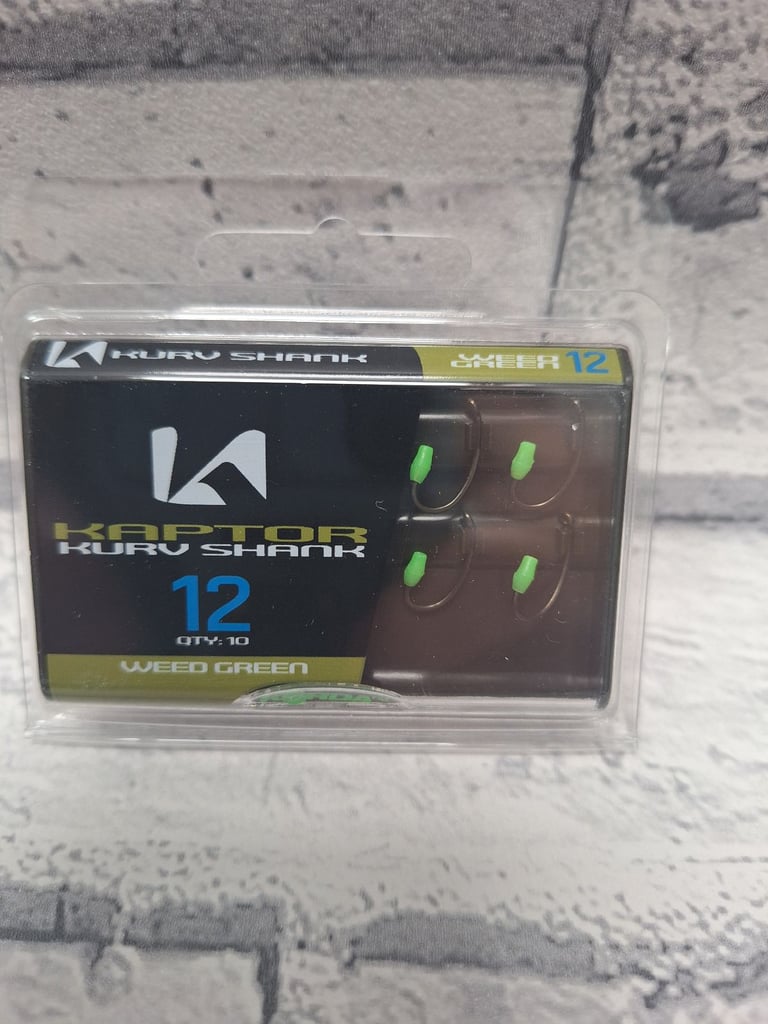 KURV SHANK
WEED
GREEN 12
KAPTOR
KURV SHANK
12
QTY: 10
WEED GREEN